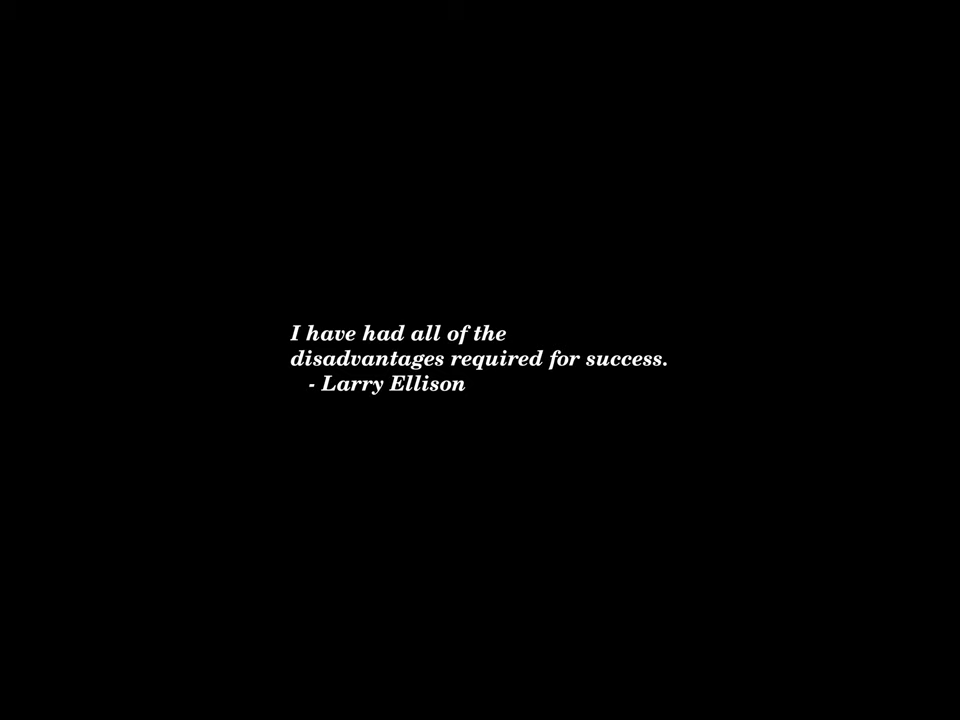 I have had all of the
disadvantages required for success.
- Larry Ellison